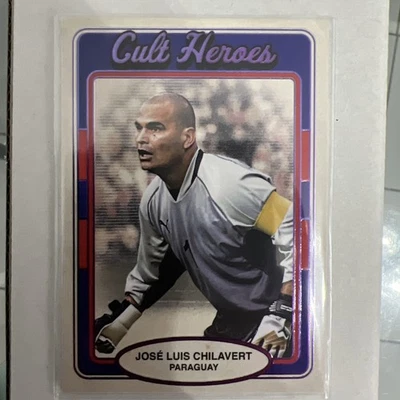 Cult Heroes
JOSÉ LUIS CHILAVERT
PARAGUAY